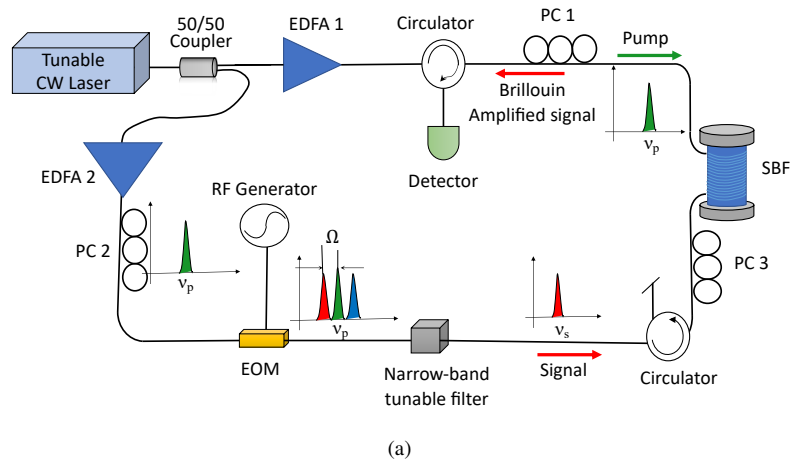 50/50
Coupler
EDFA 1
Circulator
PC 1
Pump
Tunable
CW Laser
Brillouin
Amplified signal
νp
Detector
SBF
EDFA 2
RF Generator
PC 2
νp
Ω
νp
νs
PC 3
EOM
Narrow-band
tunable filter
Signal
Circulator
(a)